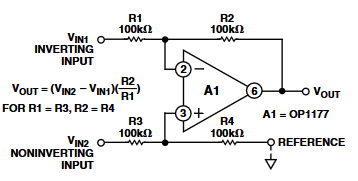 R1
100kΩ
R2
100kΩ
VIN1
INVERTING
INPUT
2
−
VOUT = (VIN2 − VIN1)(R2/R1)
FOR R1 = R3, R2 = R4
A1
6
VOUT
A1 = OP1177
3
+
R3
100kΩ
R4
100kΩ
VIN2
NONINVERTING
INPUT
REFERENCE